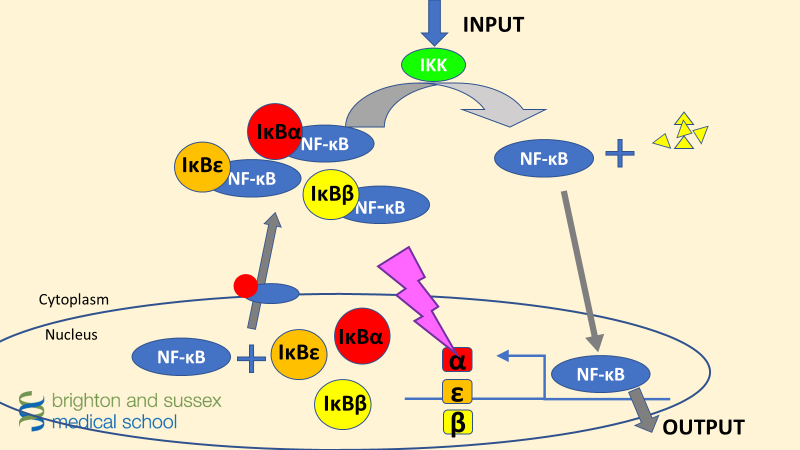 INPUT
IKK
IκBα
NF-κB
IκBε
NF-κB
IκBβ
NF-κB
NF-κB
Cytoplasm
Nucleus
NF-κB
IκBε
IκBα
IκBβ
α
ε
β
NF-κB
OUTPUT
brighton and sussex
medical school